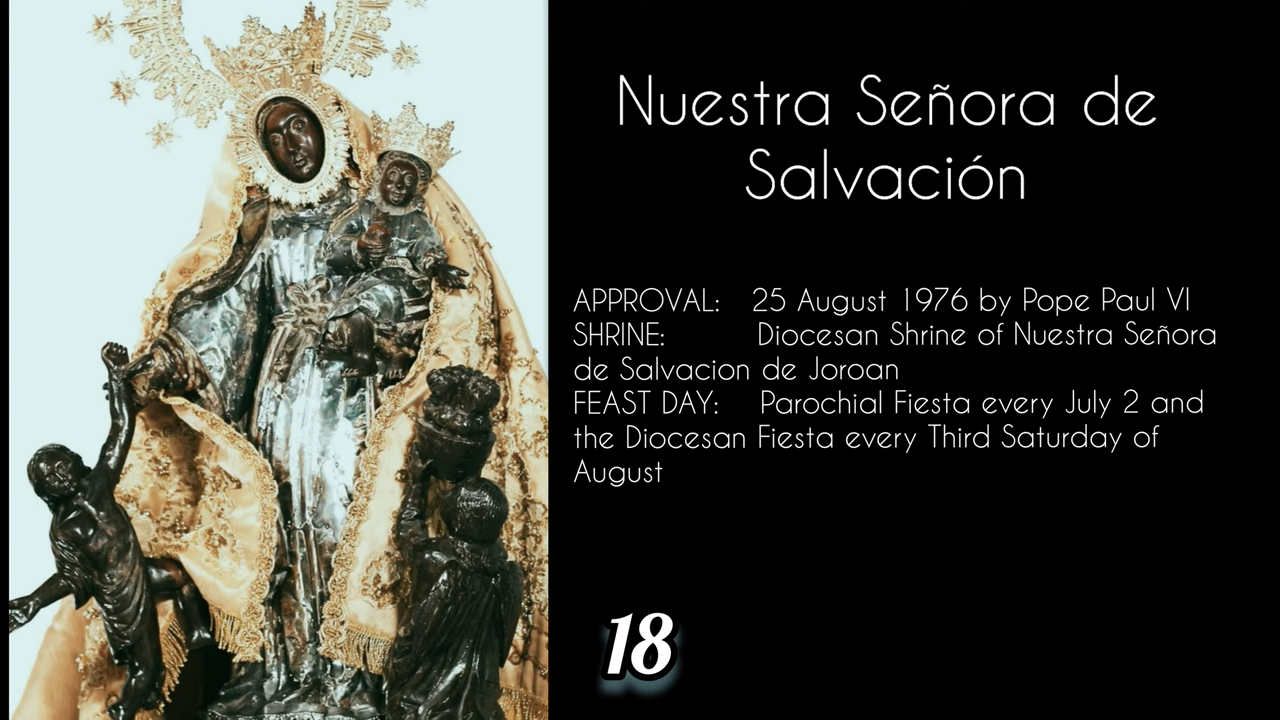 Nuestra Señora de
Salvación
APPROVAL: 25 August 1976 by Pope Paul VI
SHRINE: Diocesan Shrine of Nuestra Señora
de Salvacion de Joroan
FEAST DAY: Parochial Fiesta every July 2 and
the Diocesan Fiesta every Third Saturday of
August
18